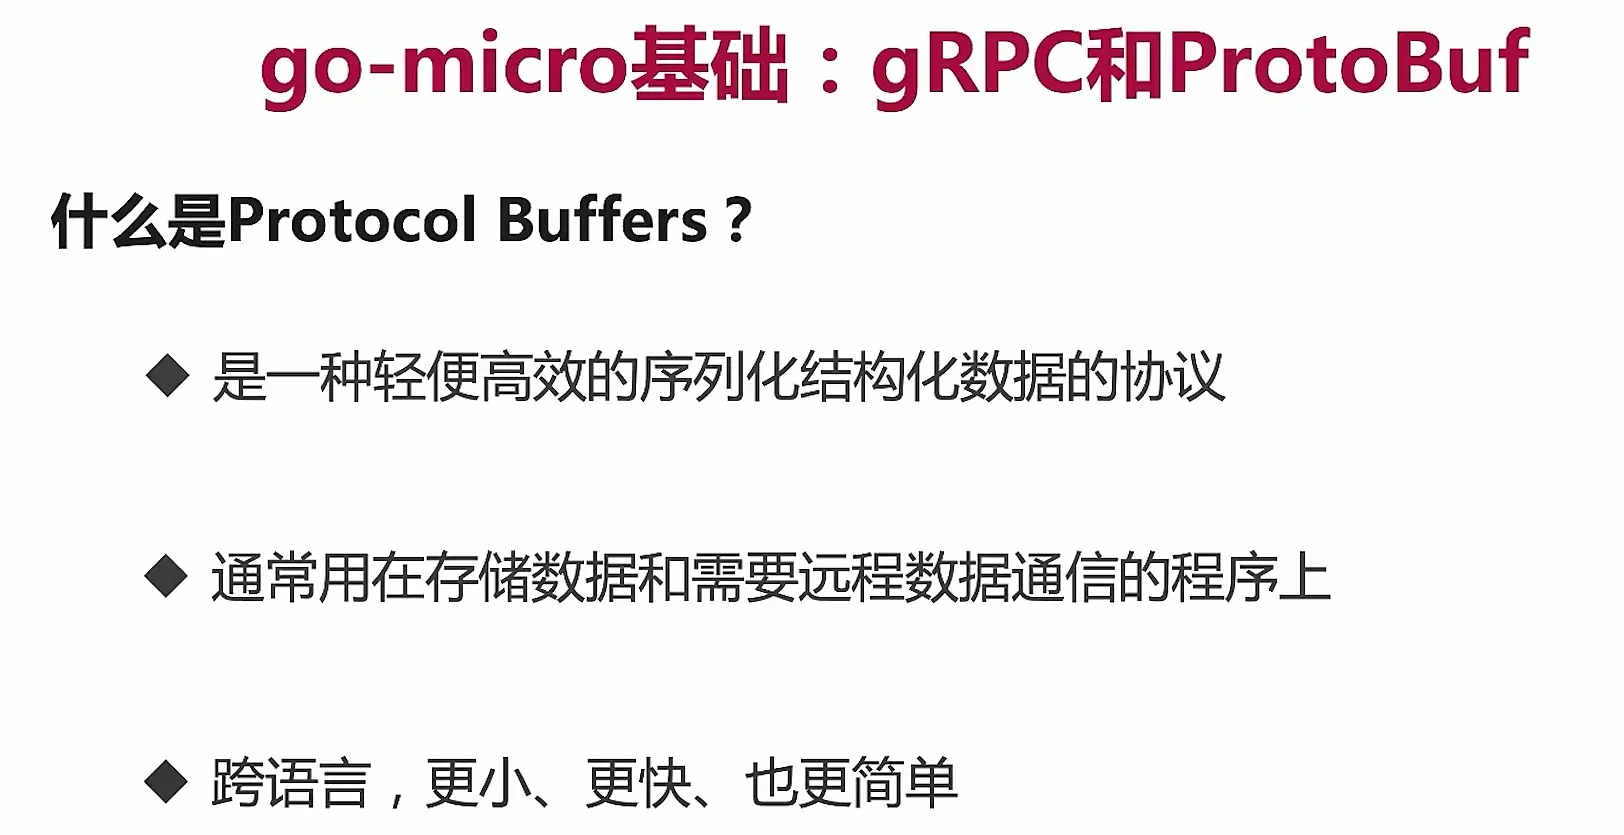 go-micro基础：gRPC和ProtoBuf
什么是Protocol Buffers？
◆ 是一种轻便高效的序列化结构化数据的协议
◆ 通常用在存储数据和需要远程数据通信的程序上
◆ 跨语言，更小、更快、也更简单